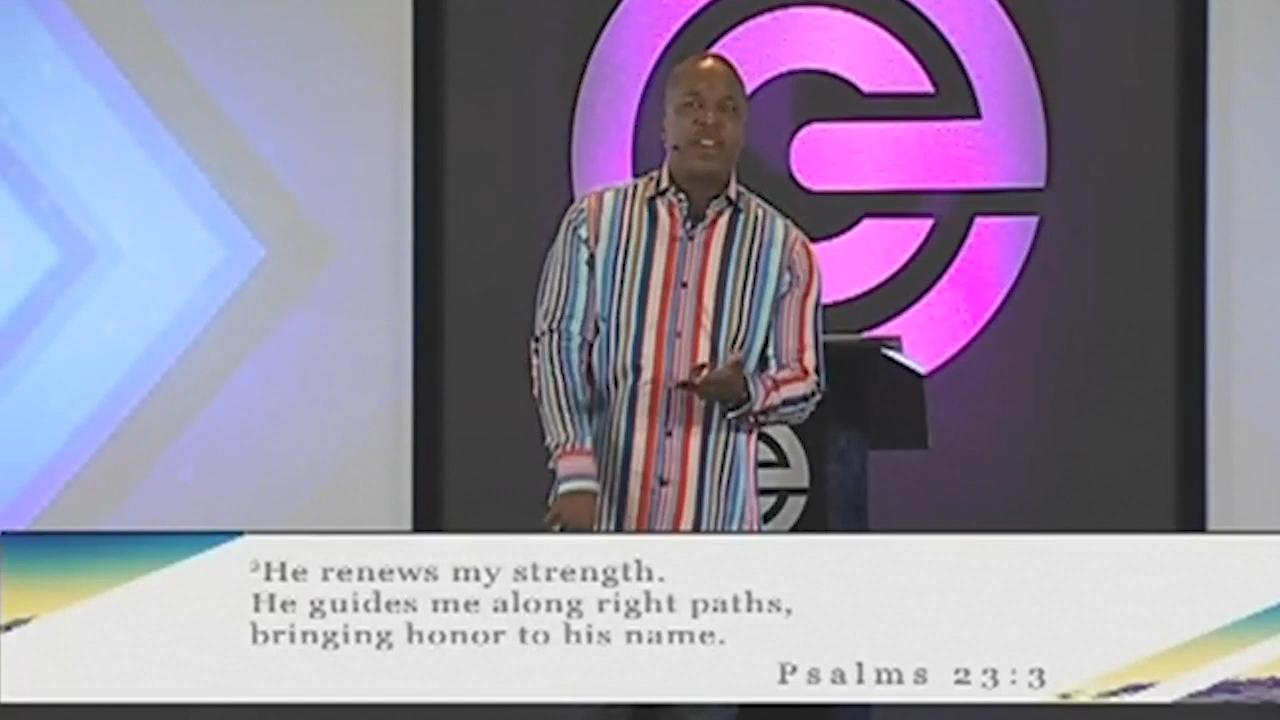 ³He renews my strength.
He guides me along right paths,
bringing honor to his name.
Psalms 23:3